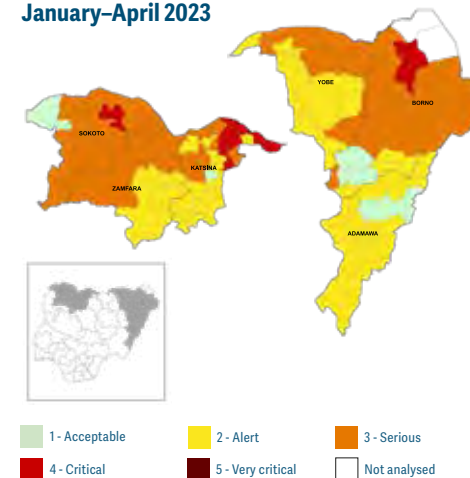 January–April 2023
YOBE
BORNO
SOKOTO
KATSINA
ZAMFARA
ADAMAWA
1 - Acceptable
2 - Alert
3 - Serious
4 - Critical
5 - Very critical
Not analysed